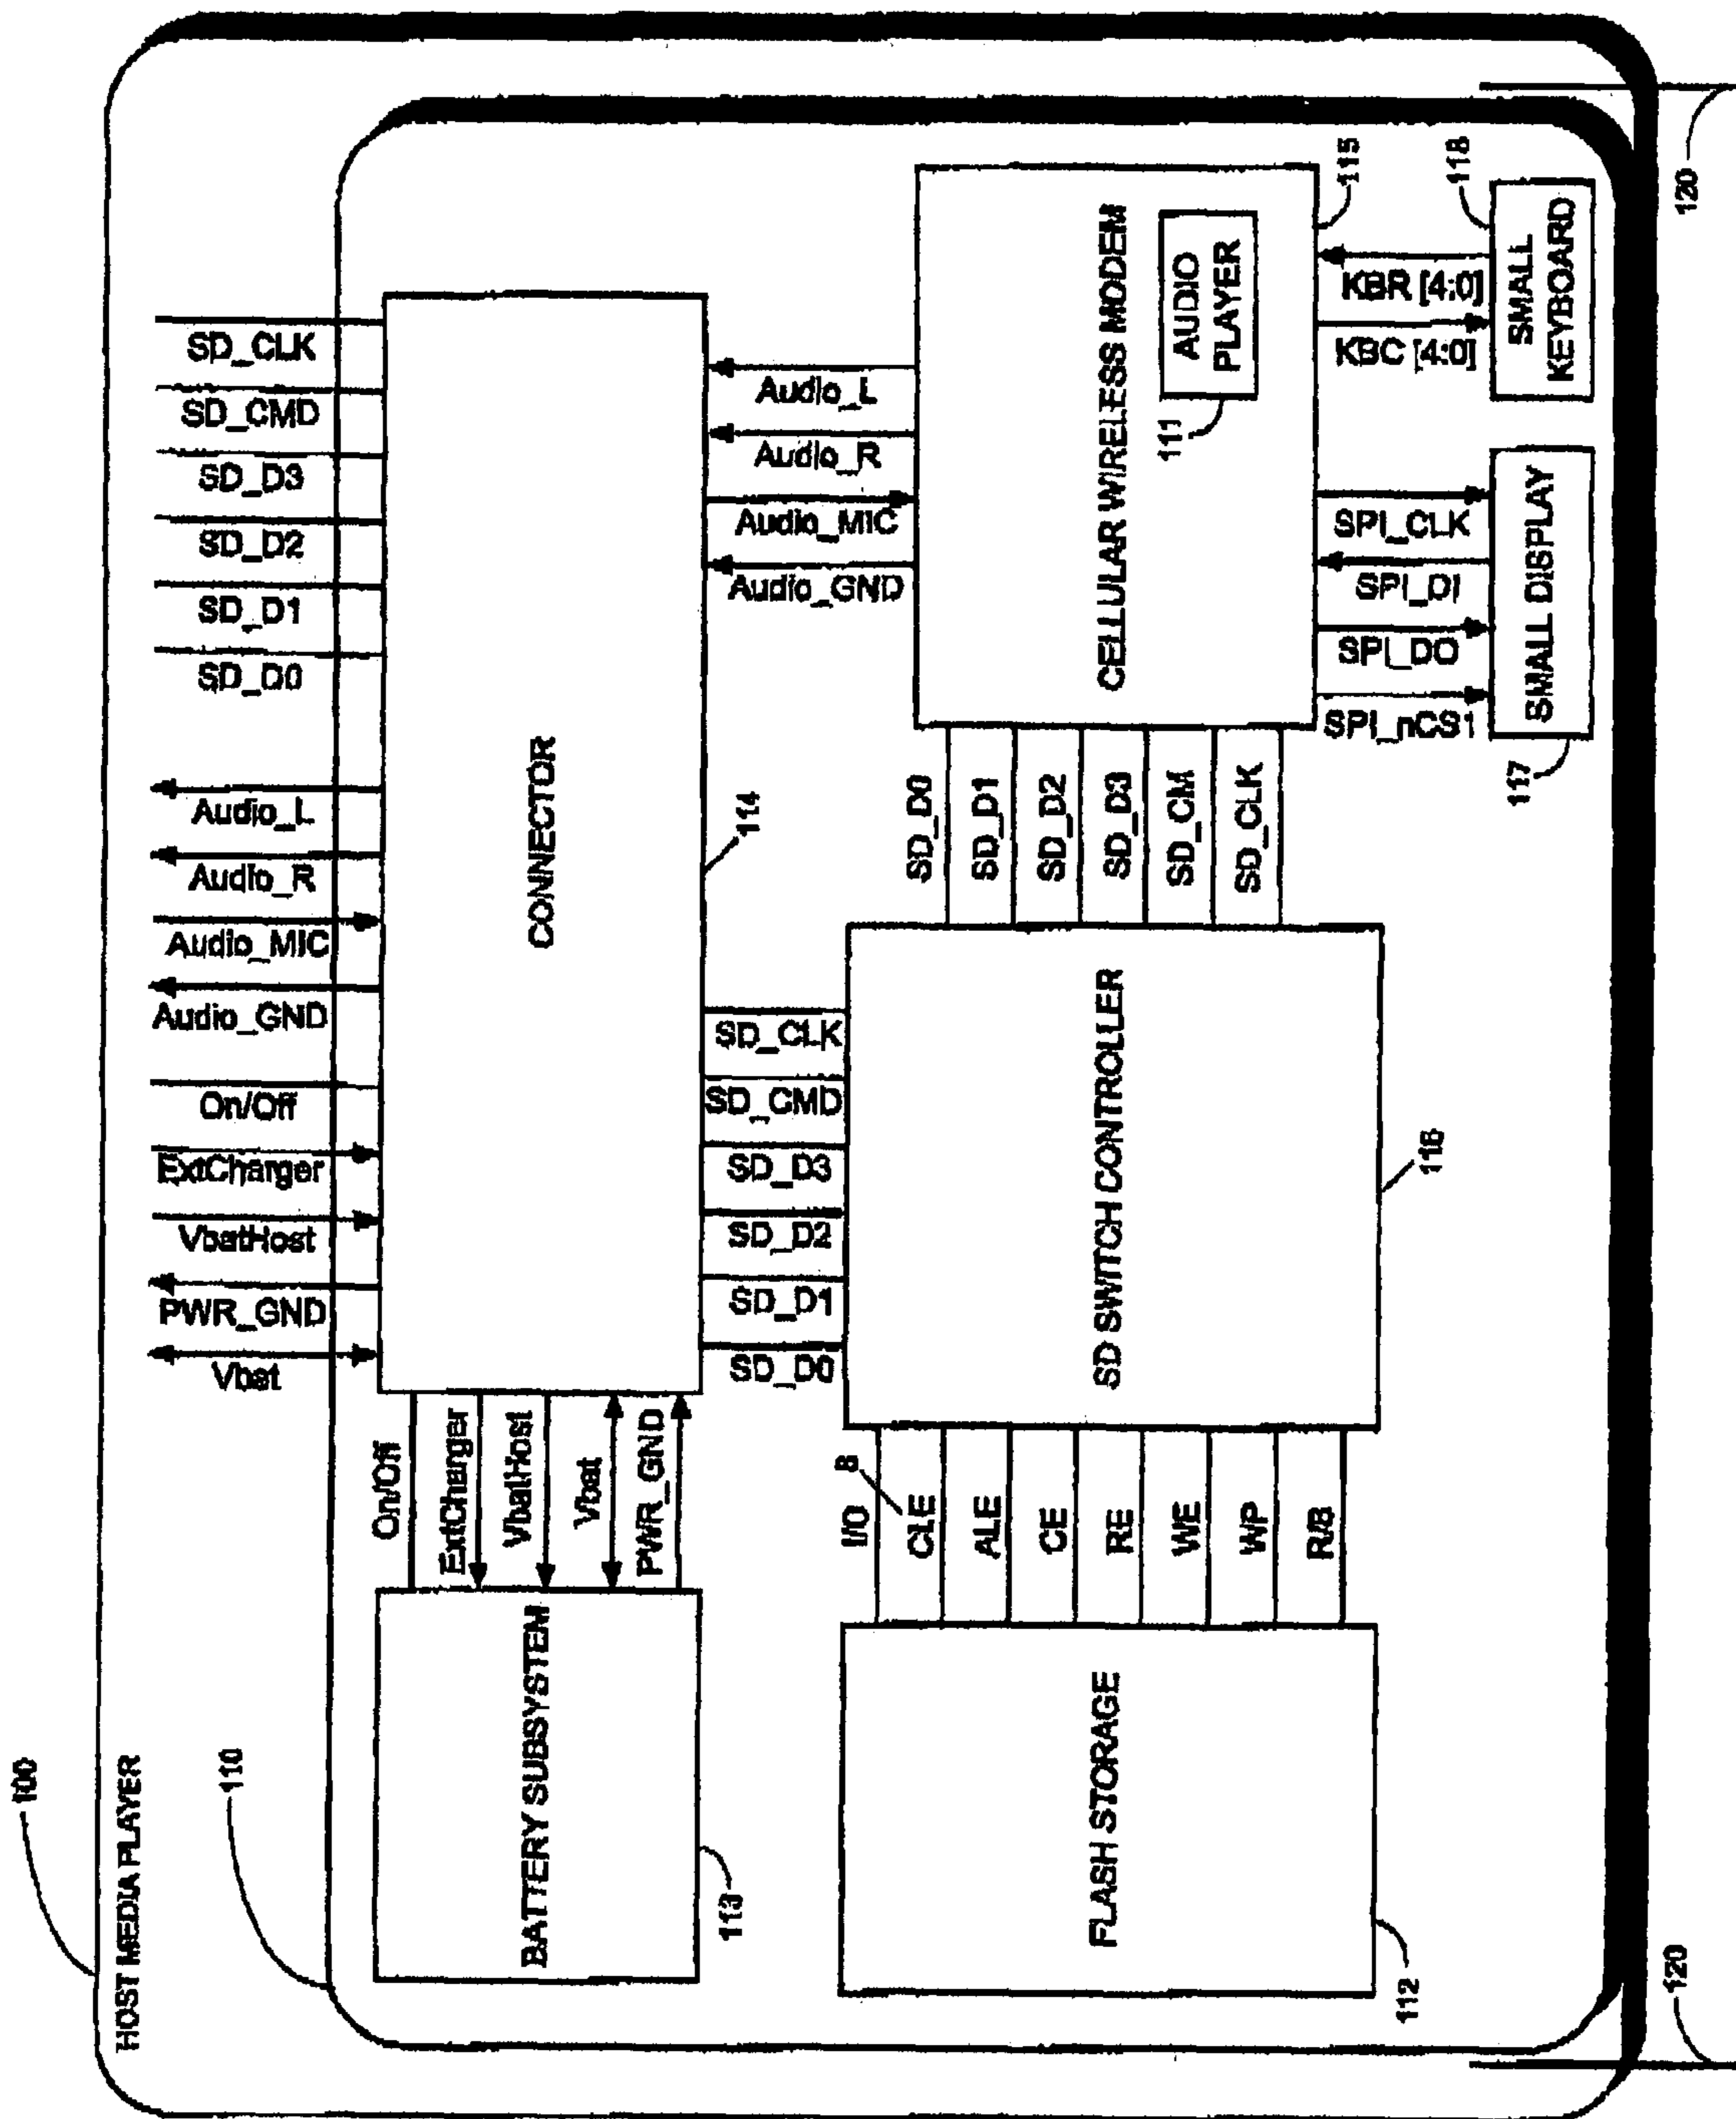 100
HOST MEDIA PLAYER
110
Vbat
PWR_GND
VbatHost
ExtCharger
On/Off
Audio_GND
Audio_MIC
Audio_R
Audio_L
SD_D0
SD_D1
SD_D2
SD_D3
SD_CMD
SD_CLK
BATTERY SUBSYSTEM
113
On/Off
ExtCharger
VbatHost
Vbat
PWR_GND
CONNECTOR
114
SD_D0
SD_D1
SD_D2
SD_D3
SD_CMD
SD_CLK
Audio_GND
Audio_MIC
Audio_R
Audio_L
FLASH STORAGE
112
I/O
8
CLE
ALE
CE
RE
WE
WP
R/B
SD SWITCH CONTROLLER
116
SD_D0
SD_D1
SD_D2
SD_D3
SD_CM
SD_CLK
CELLULAR WIRELESS MODEM
AUDIO
PLAYER
111
115
SPI_nCS1
SPI_DO
SPI_DI
SPI_CLK
KBC [4:0]
KBR [4:0]
SMALL DISPLAY
117
SMALL
KEYBOARD
118
120
120